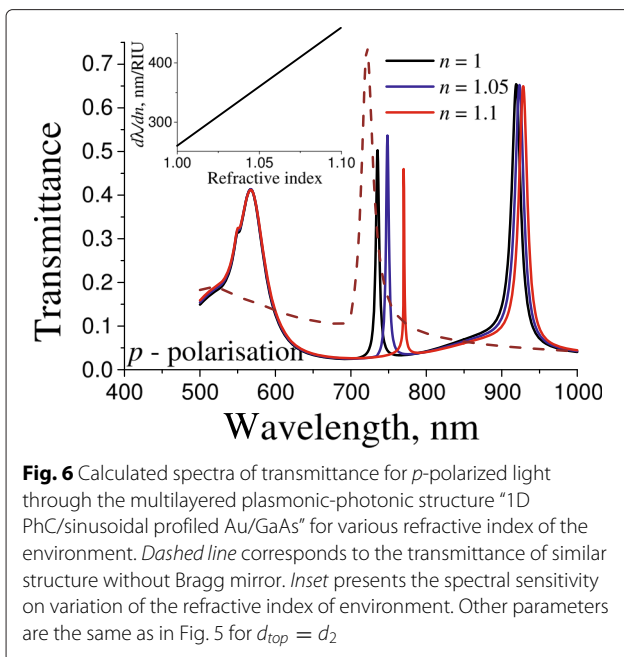 dλ/dn, nm/RIU
400
300
1.00
1.05
1.10
Refractive index
n = 1
n = 1.05
n = 1.1
Transmittance
0.7
0.6
0.5
0.4
0.3
0.2
0.1
0.0
p - polarisation
400
500
600
700
800
900
1000
Wavelength, nm
Fig. 6 Calculated spectra of transmittance for p-polarized light
through the multilayered plasmonic-photonic structure “1D
PhC/sinusoidal profiled Au/GaAs” for various refractive index of the
environment. Dashed line corresponds to the transmittance of similar
structure without Bragg mirror. Inset presents the spectral sensitivity
on variation of the refractive index of environment. Other parameters
are the same as in Fig. 5 for dtop = d2